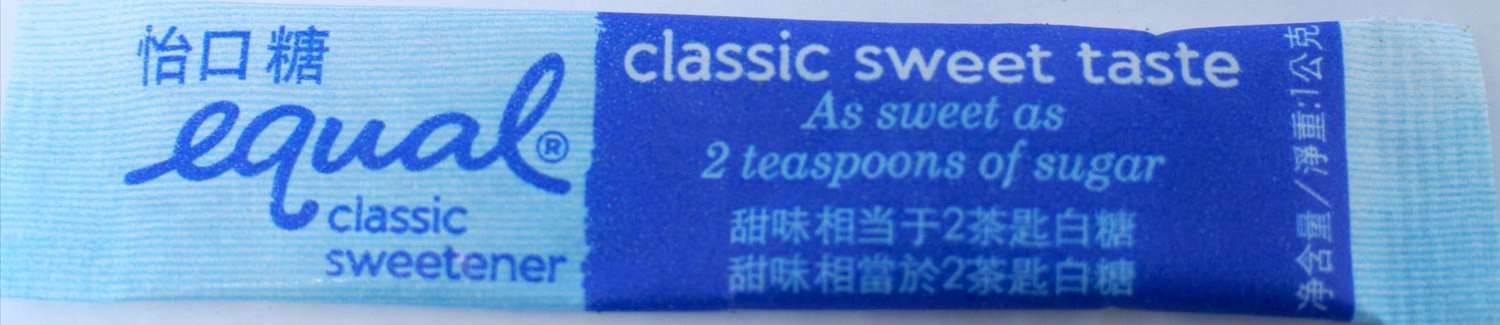 怡口糖
equal®
classic
sweetener
classic sweet taste
As sweet as
2 teaspoons of sugar
甜味相当于2茶匙白糖
甜味相當於2茶匙白糖
净含量/淨重:1公克